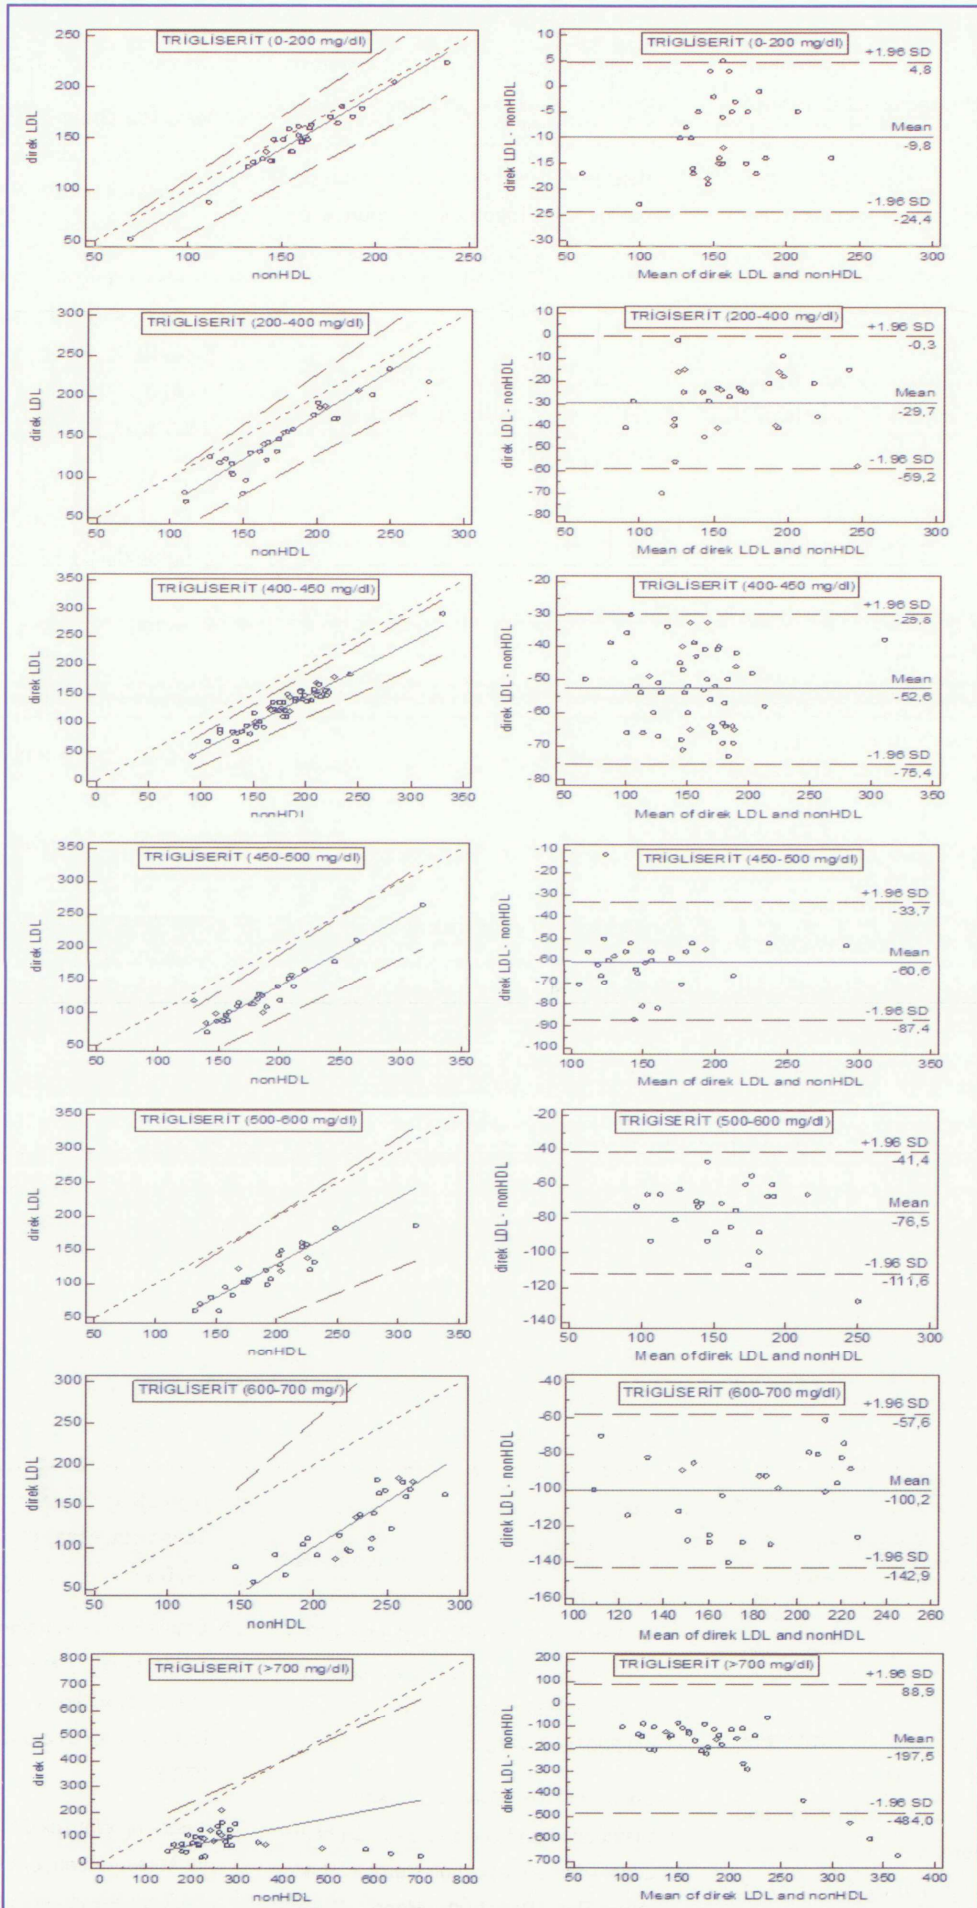 TRİGLİSERİT (0-200 mg/dl)
direk LDL
250
200
150
100
50
50 100 150 200 250
nonHDL
TRİGLİSERİT (0-200 mg/dl)
direk LDL - nonHDL
10
5
0
-5
-10
-15
-20
-25
-30
+1.96 SD
4,8
Mean
-9,8
-1.96 SD
-24,4
50 100 150 200 250 300
Mean of direk LDL and nonHDL
TRİGLİSERİT (200-400 mg/dl)
direk LDL
300
250
200
150
100
50
50 100 150 200 250 300
nonHDL
TRİGİSERİT (200-400 mg/dl)
direk LDL - nonHDL
10
0
-10
-20
-30
-40
-50
-60
-70
-80
+1.96 SD
-0,3
Mean
-29,7
-1.96 SD
-59,2
50 100 150 200 250 300
Mean of direk LDL and nonHDL
TRİGLİSERİT (400-450 mg/dl)
direk LDL
350
300
250
200
150
100
50
0
0 50 100 150 200 250 300 350
nonHDL
TRİGLİSERİT (400-450 mg/dl)
direk LDL - nonHDL
-20
-30
-40
-50
-60
-70
-80
+1.96 SD
-29,8
Mean
-52,6
-1.96 SD
-75,4
50 100 150 200 250 300 350
Mean of direk LDL and nonHDL
TRİGLİSERİT (450-500 mg/dl)
direk LDL
350
300
250
200
150
100
50
50 100 150 200 250 300 350
nonHDL
TRİGLİSERİT (450-500 mg/dl)
direk LDL - nonHDL
-10
-20
-30
-40
-50
-60
-70
-80
-90
-100
+1.96 SD
-33,7
Mean
-60,6
-1.96 SD
-87,4
100 150 200 250 300 350
Mean of direk LDL and nonHDL
TRİGLİSERİT (500-600 mg/dl)
direk LDL
350
300
250
200
150
100
50
50 100 150 200 250 300 350
nonHDL
TRİGİSERİT (500-600 mg/dl)
direk LDL - nonHDL
-20
-40
-60
-80
-100
-120
-140
+1.96 SD
-41,4
Mean
-76,5
-1.96 SD
-111,6
50 100 150 200 250 300
Mean of direk LDL and nonHDL
TRİGLİSERİT (600-700 mg/)
direk LDL
300
250
200
150
100
50
50 100 150 200 250 300
nonHDL
TRİGLİSERİT (600-700 mg/dl)
direk LDL - nonHDL
-40
-60
-80
-100
-120
-140
-160
+1.96 SD
-57,6
Mean
-100,2
-1.96 SD
-142,9
100 120 140 160 180 200 220 240 260
Mean of direk LDL and nonHDL
TRİGLİSERİT (>700 mg/dl)
direk LDL
800
700
600
500
400
300
200
100
0
0 100 200 300 400 500 600 700 800
nonHDL
TRİGLİSERİT (>700 mg/dl)
direk LDL - nonHDL
200
100
0
-100
-200
-300
-400
-500
-600
-700
+1.96 SD
88,9
Mean
-197,5
-1.96 SD
-484,0
50 100 150 200 250 300 350 400
Mean of direk LDL and nonHDL